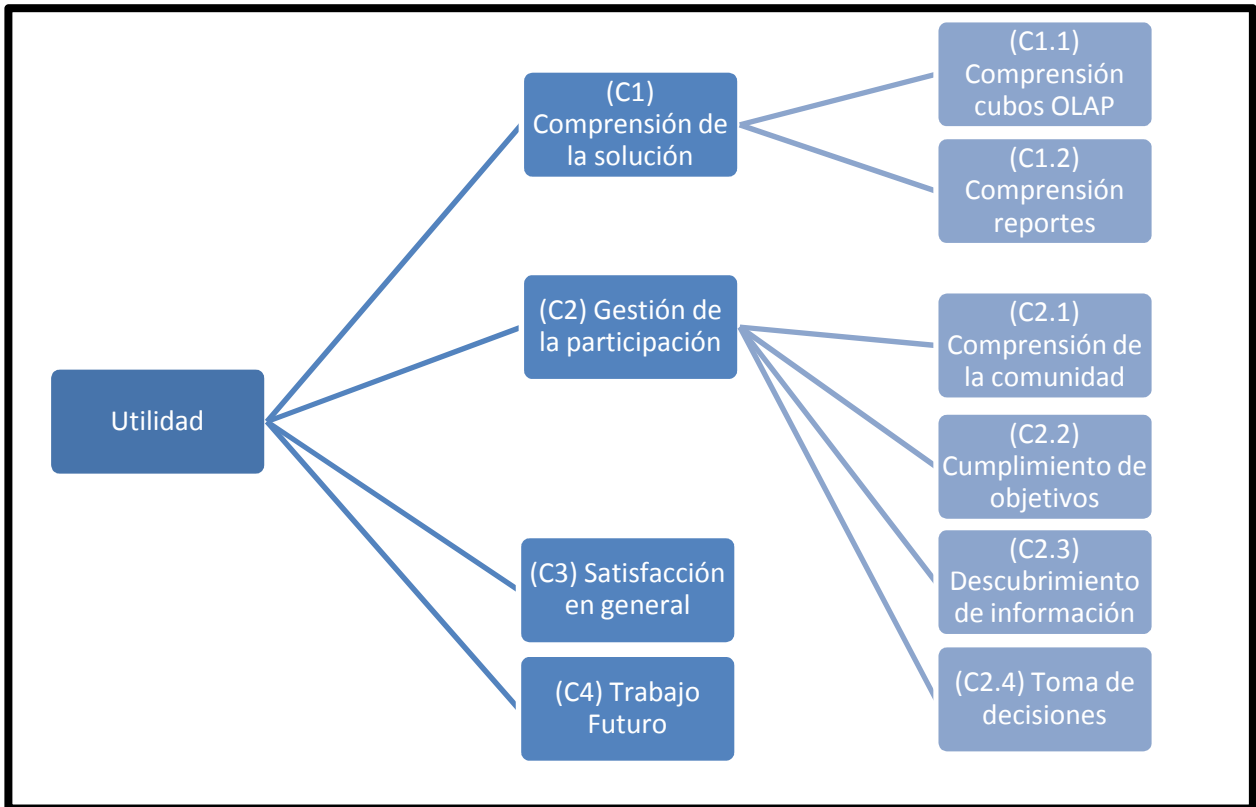 Utilidad
(C1)
Comprensión de
la solución
(C1.1)
Comprensión
cubos OLAP
(C1.2)
Comprensión
reportes
(C2) Gestión de
la participación
(C2.1)
Comprensión de
la comunidad
(C2.2)
Cumplimiento de
objetivos
(C2.3)
Descubrimiento
de información
(C2.4) Toma de
decisiones
(C3) Satisfacción
en general
(C4) Trabajo
Futuro